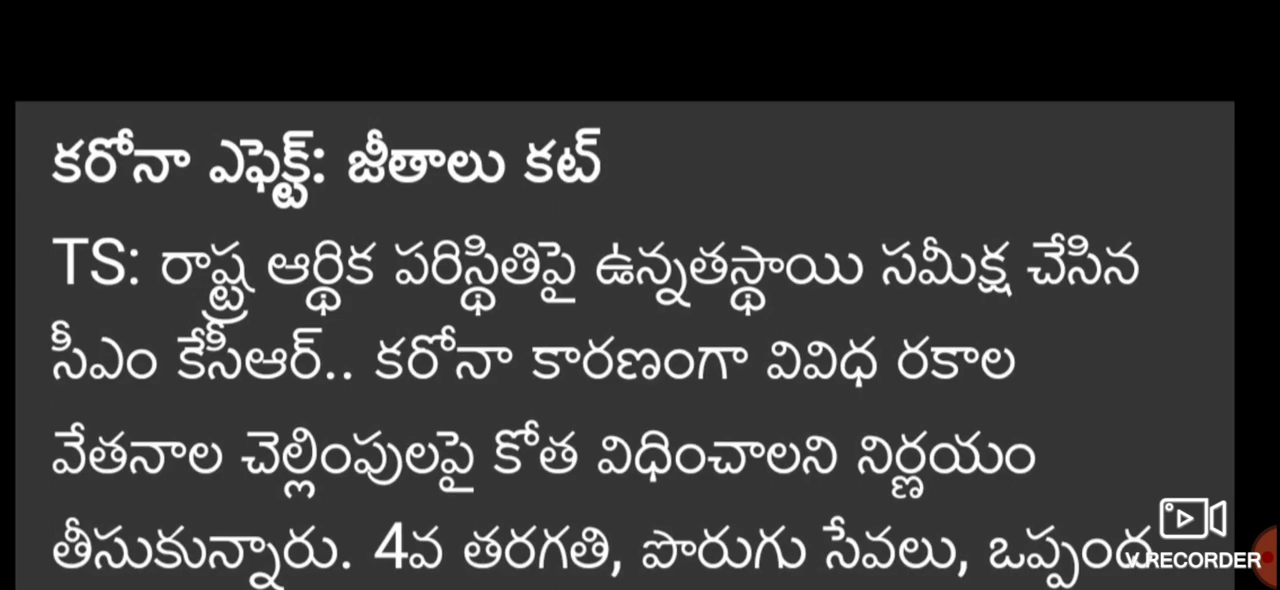 కరోనా ఎఫెక్ట్: జీతాలు కట్
TS: రాష్ట్ర ఆర్థిక పరిస్థితిపై ఉన్నతస్థాయి సమీక్ష చేసిన
సీఎం కేసీఆర్.. కరోనా కారణంగా వివిధ రకాల
వేతనాల చెల్లింపులపై కోత విధించాలని నిర్ణయం
తీసుకున్నారు. 4వ తరగతి, పొరుగు సేవలు, ఒప్పంద
V.RECORDER